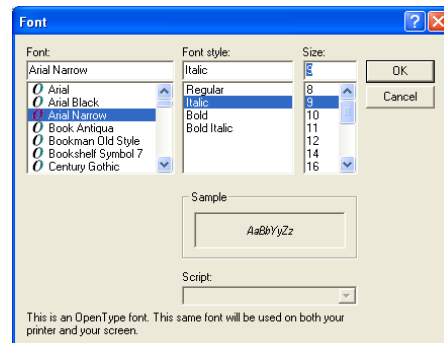 Font
Font:
Font style:
Size:
Arial Narrow
Italic
9
OK
Cancel
Arial
Arial Black
Arial Narrow
Book Antiqua
Bookman Old Style
Bookshelf Symbol 7
Century Gothic
Regular
Italic
Bold
Bold Italic
8
9
10
11
12
14
16
Sample
AaBbYyZz
Script:
This is an OpenType font. This same font will be used on both your
printer and your screen.